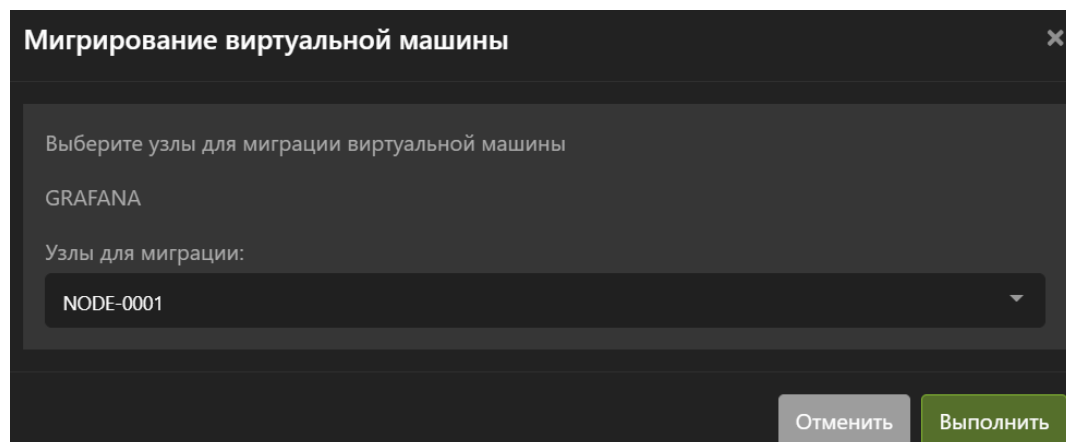 Мигрирование виртуальной машины
Выберите узлы для миграции виртуальной машины
GRAFANA
Узлы для миграции:
NODE-0001
Отменить Выполнить